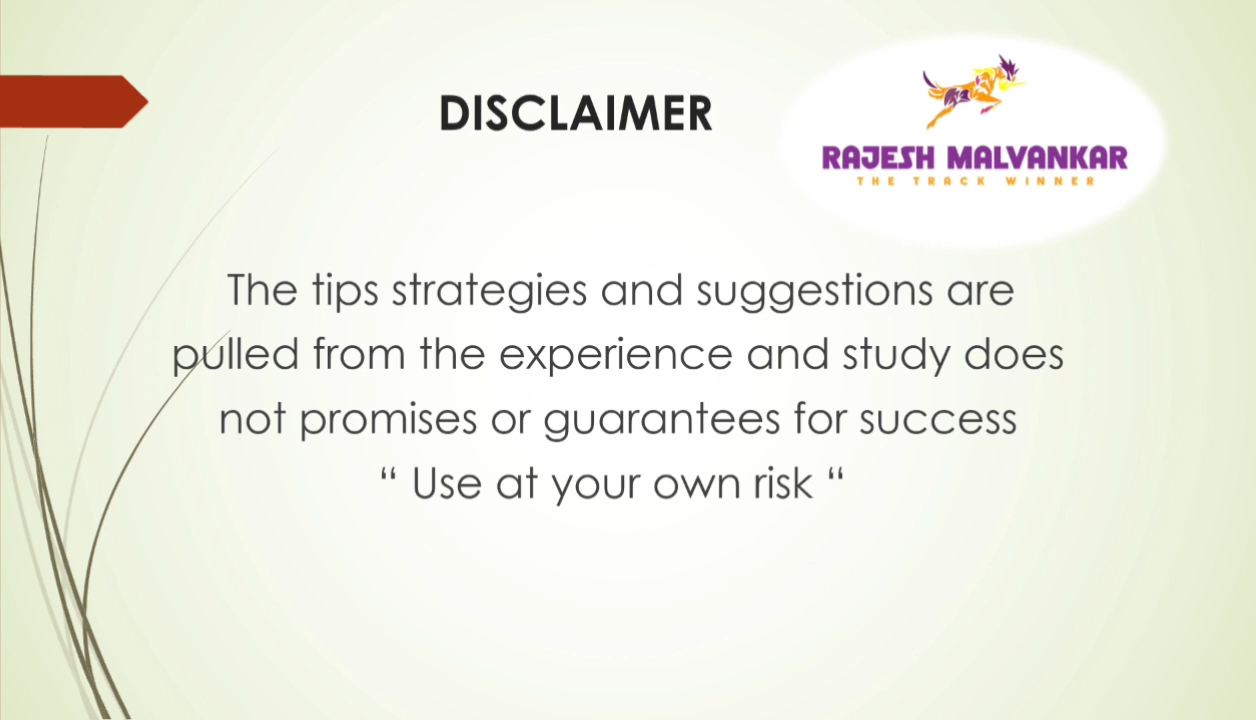 DISCLAIMER
RAJESH MALVANKAR
THE TRACK WINNER
The tips strategies and suggestions are
pulled from the experience and study does
not promises or guarantees for success
“ Use at your own risk “